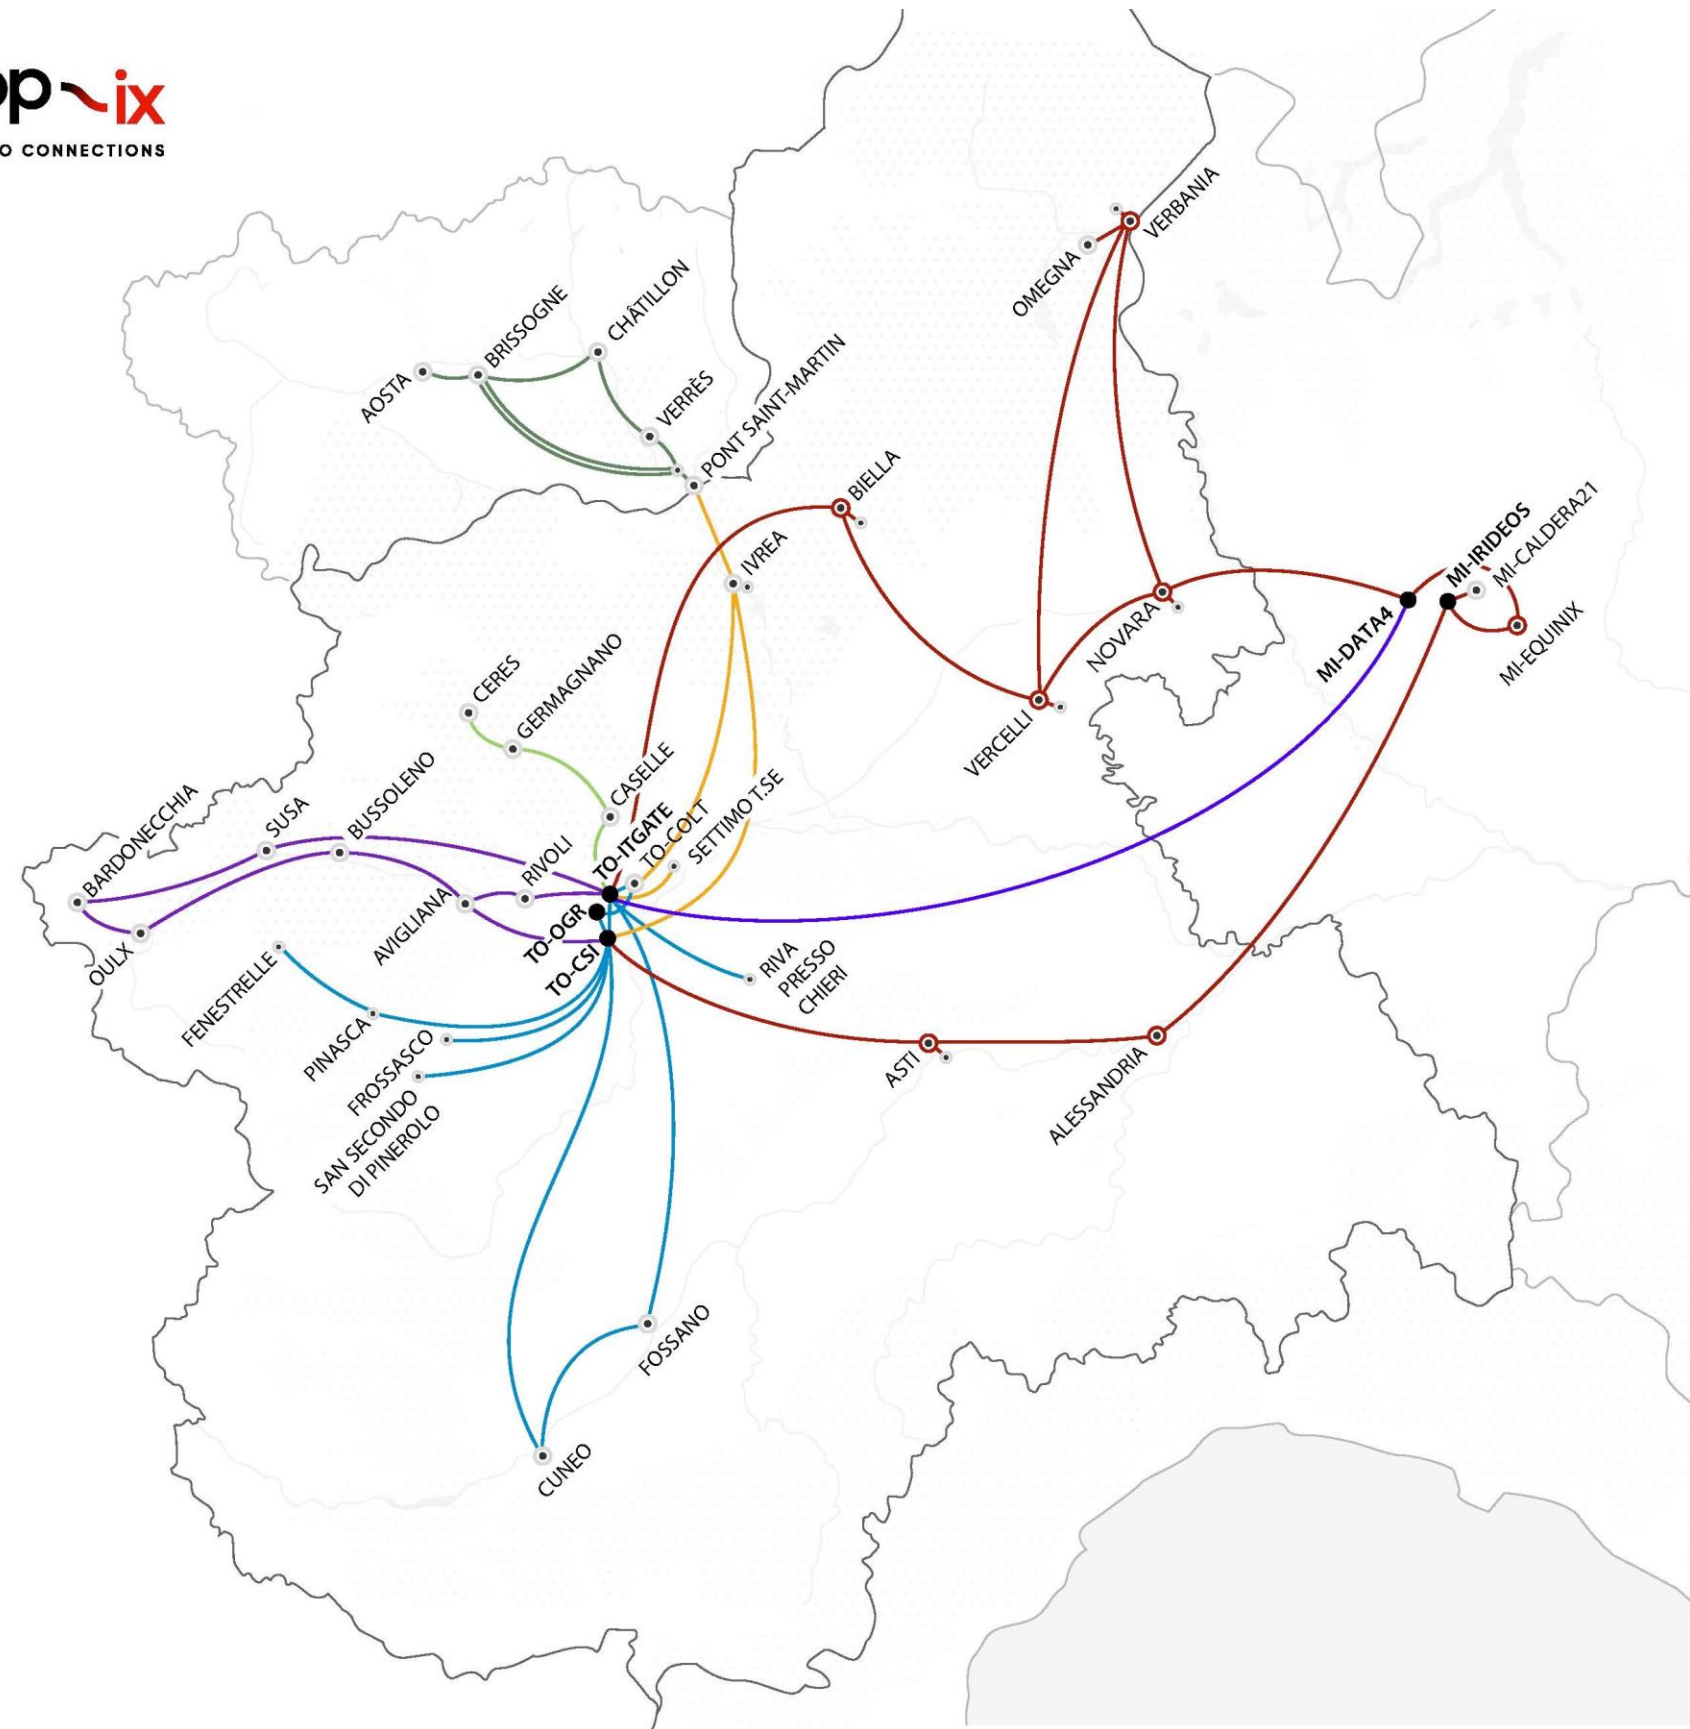 ix
O CONNECTIONS
VERBANIA
OMEGNA
CHÂTILLON
BRISSOGNE
AOSTA
VERRÈS
PONT SAINT-MARTIN
BIELLA
IVREA
MI-IRIDEOS
MI-CALDERA21
NOVARA
MI-DATA4
MI-EQUINIX
CERES
GERMAGNANO
VERCELLI
CASELLE
BARDONECCHIA
SUSA
BUSSOLENO
RIVOLI
TO-ITGATE
TO-COLT
SETTIMO T.SE
AVIGLIANA
OULX
TO-OGR
TO-CSI
RIVA
PRESSO
CHIERI
FENESTRELLE
PINASCA
FROSSASCO
SAN SECONDO
DI PINEROLO
ASTI
ALESSANDRIA
FOSSANO
CUNEO